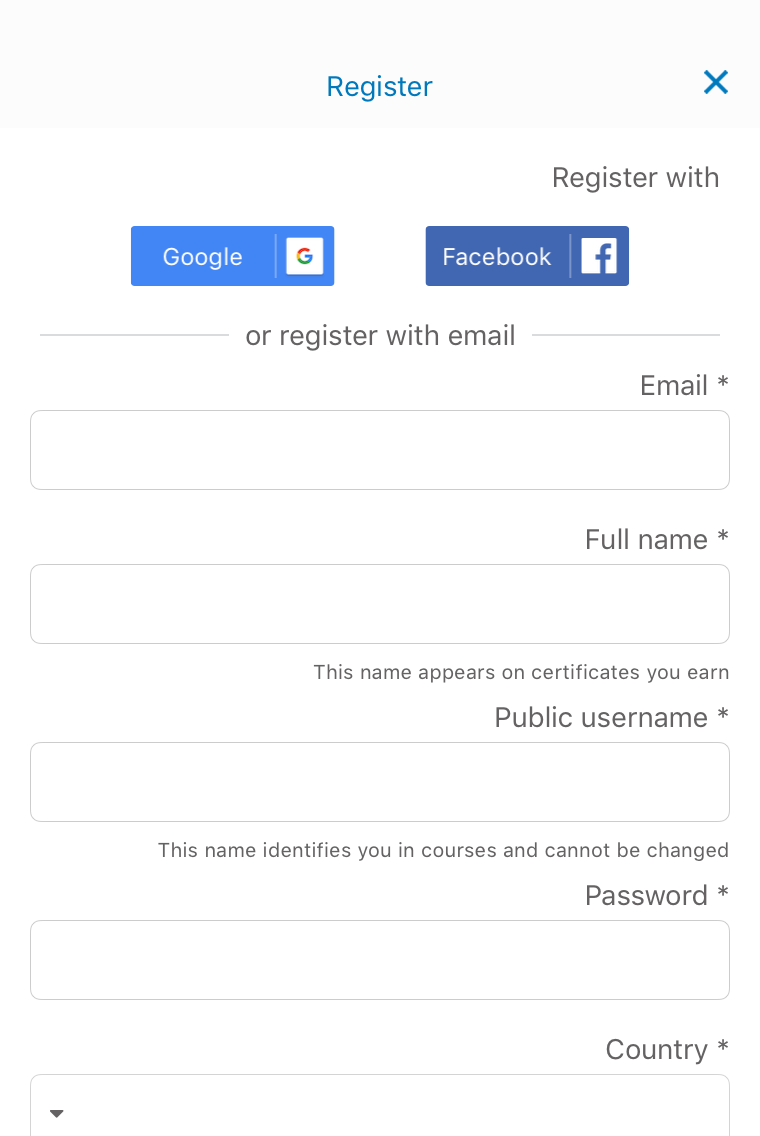 Register
Register with
Google
Facebook
or register with email
Email *
Full name *
This name appears on certificates you earn
Public username *
This name identifies you in courses and cannot be changed
Password *
Country *